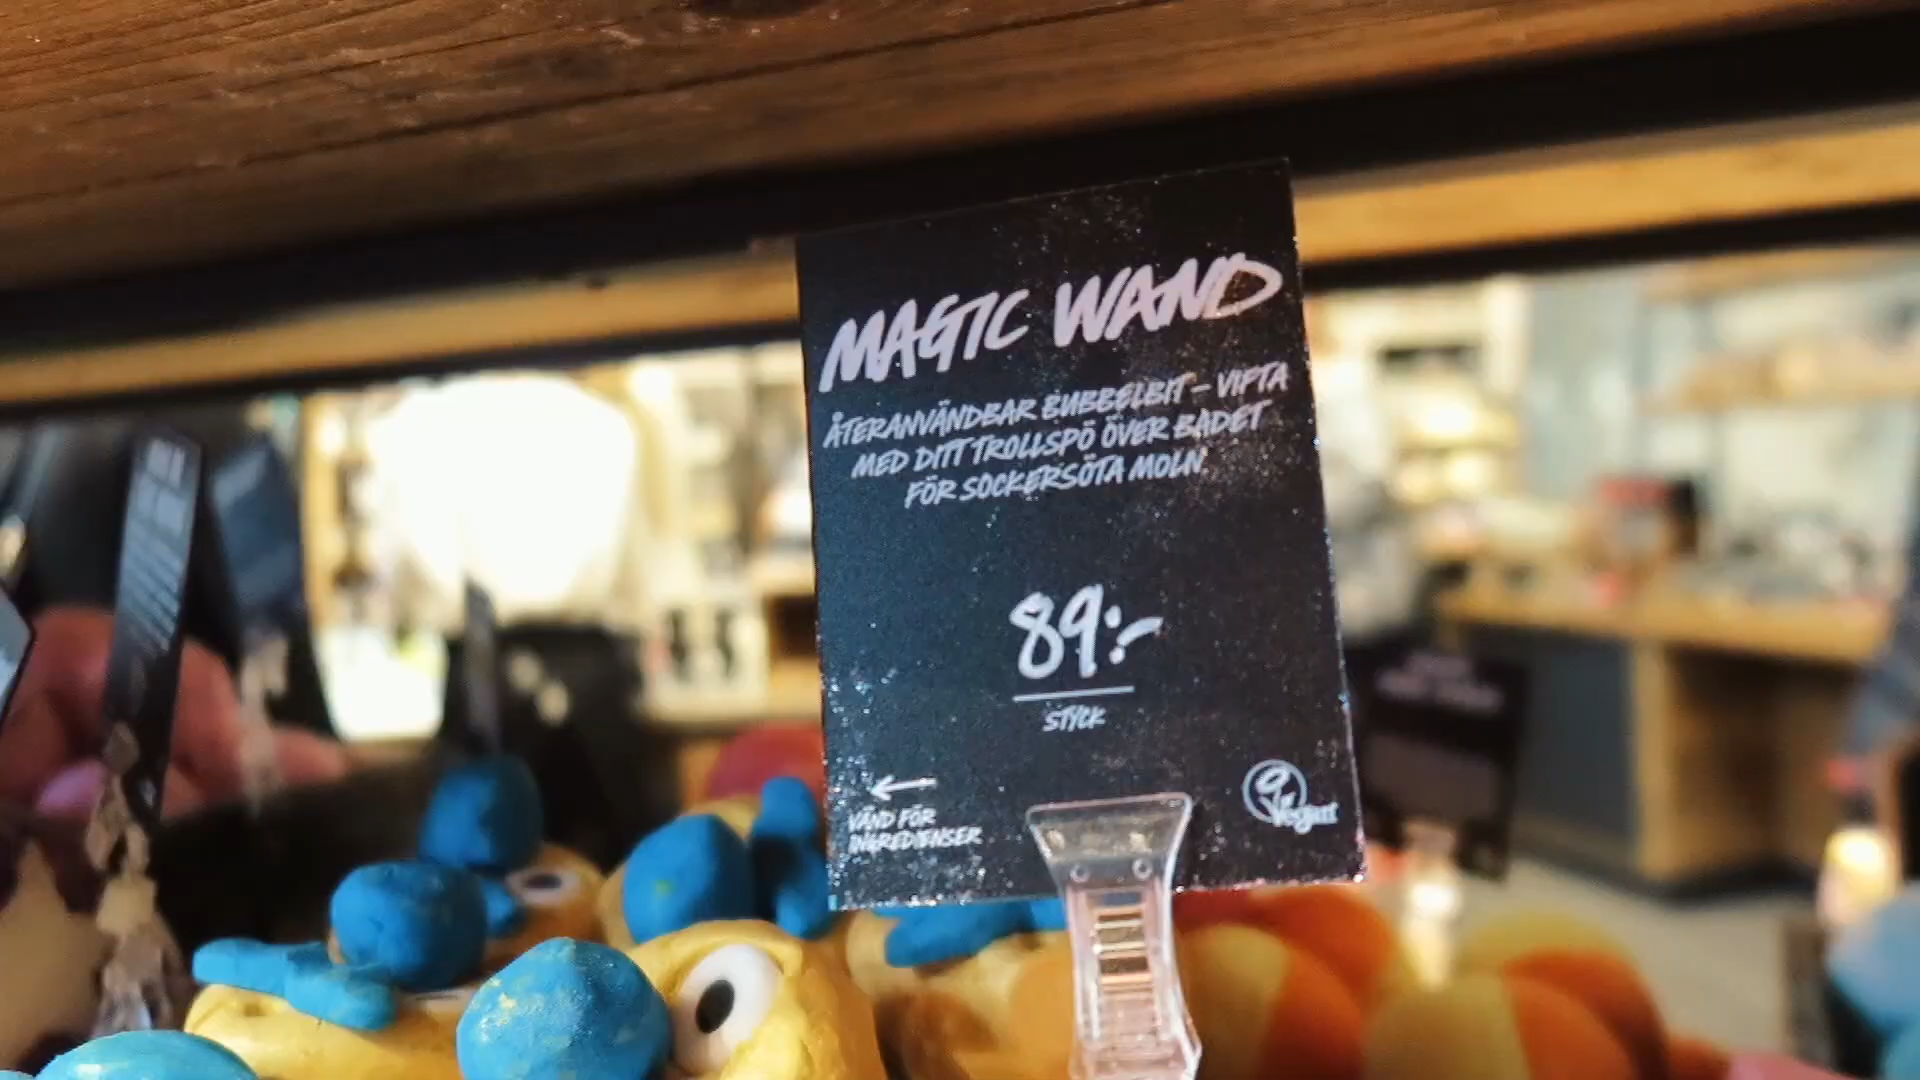 MAGIC WAND
ÅTERANVÄNDBAR BUBBELBIT – VIFTA
MED DITT TROLLSPÖ ÖVER BADET
FÖR SOCKERSÖTA MOLN.
89:-
STYCK
←
VÄND FÖR
INGREDIENSER
Vegan